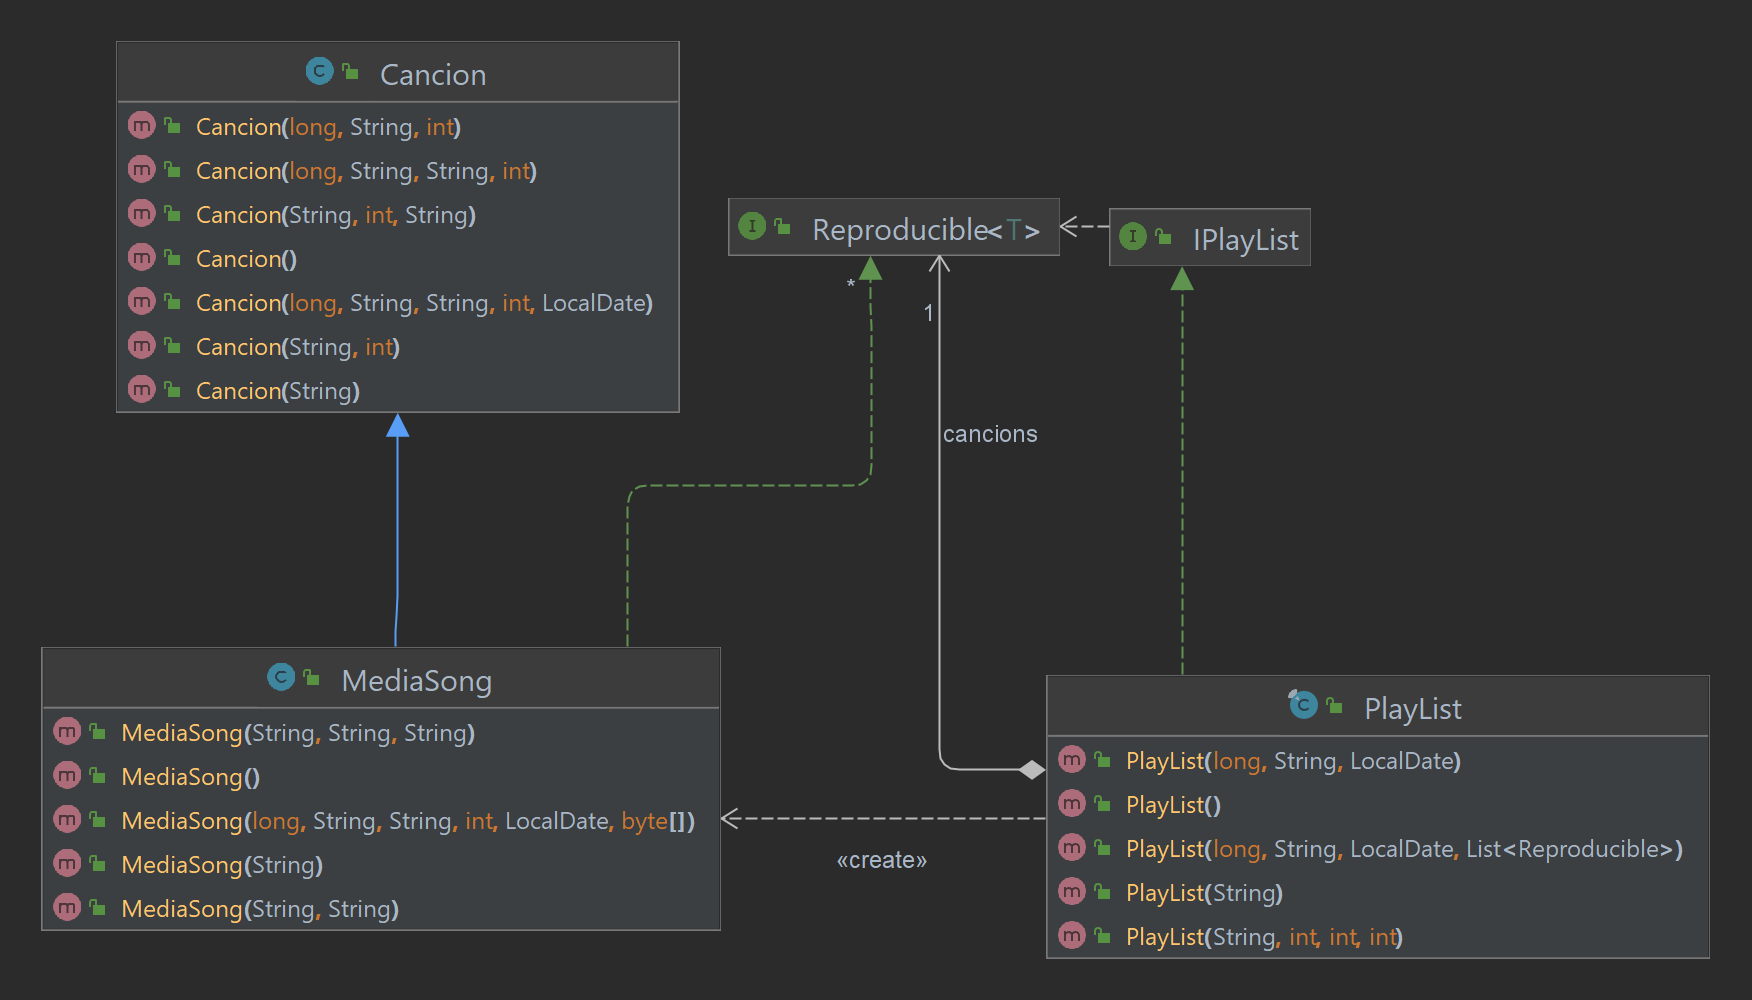 Cancion
Cancion(long, String, int)
Cancion(long, String, String, int)
Cancion(String, int, String)
Cancion()
Cancion(long, String, String, int, LocalDate)
Cancion(String, int)
Cancion(String)
Reproducible<T>
IPlayList
*
1
cancions
MediaSong
MediaSong(String, String, String)
MediaSong()
MediaSong(long, String, String, int, LocalDate, byte[])
MediaSong(String)
MediaSong(String, String)
«create»
PlayList
PlayList(long, String, LocalDate)
PlayList()
PlayList(long, String, LocalDate, List<Reproducible>)
PlayList(String)
PlayList(String, int, int, int)